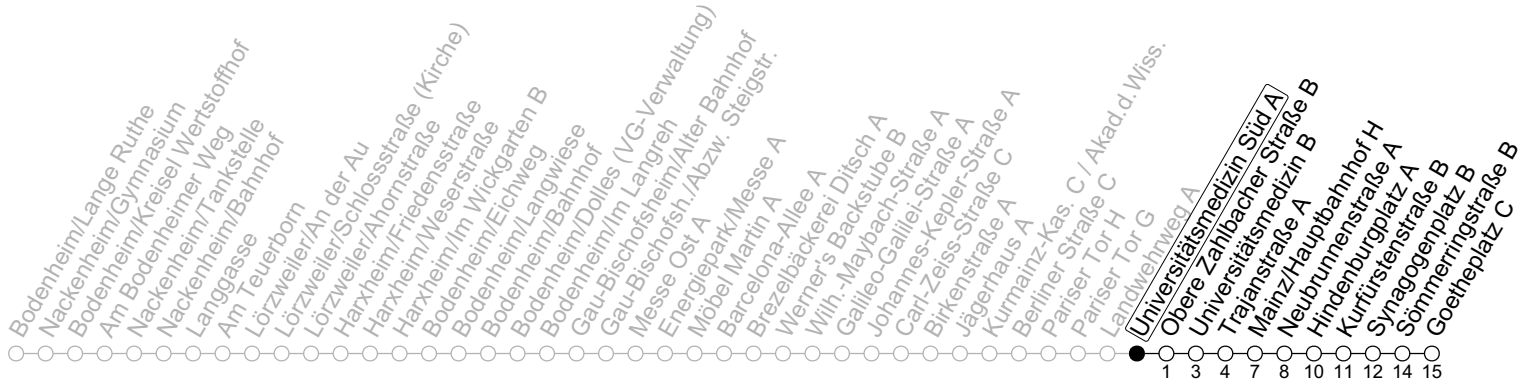 Bodenheim/Lange Ruthe
Nackenheim/Gymnasium
Bodenheim/Kreisel Wertstoffhof
Am Bodenheimer Weg
Nackenheim/Tankstelle
Nackenheim/Bahnhof
Langgasse
Am Teuerborn
Lörzweiler/An der Au
Lörzweiler/Schlossstraße (Kirche)
Lörzweiler/Ahornstraße
Harxheim/Friedensstraße
Harxheim/Weserstraße
Harxheim/Im Wickgarten B
Bodenheim/Eichweg
Bodenheim/Langwiese
Bodenheim/Bahnhof
Bodenheim/Dolles (VG-Verwaltung)
Bodenheim/Im Langreh
Gau-Bischofsheim/Alter Bahnhof
Gau-Bischofsh./Abzw. Steigstr.
Messe Ost A
Energiepark/Messe A
Möbel Martin A
Barcelona-Allee A
Brezelbäckerei Ditsch A
Werner's Backstube B
Wilh.-Maybach-Straße A
Galileo-Galilei-Straße A
Johannes-Kepler-Straße A
Carl-Zeiss-Straße C
Birkenstraße A
Jägerhaus A
Kurmainz-Kas. C / Akad.d.Wiss.
Berliner Straße C
Pariser Tor H
Pariser Tor G
Landwehrweg A
Universitätsmedizin Süd A
Obere Zahlbacher Straße B
Universitätsmedizin B
Trajanstraße A
Mainz/Hauptbahnhof H
Neubrunnenstraße A
Hindenburgplatz A
Kurfürstenstraße B
Synagogenplatz B
Sömmerringstraße B
Goetheplatz C
1 3 4 7 8 10 11 12 14 15